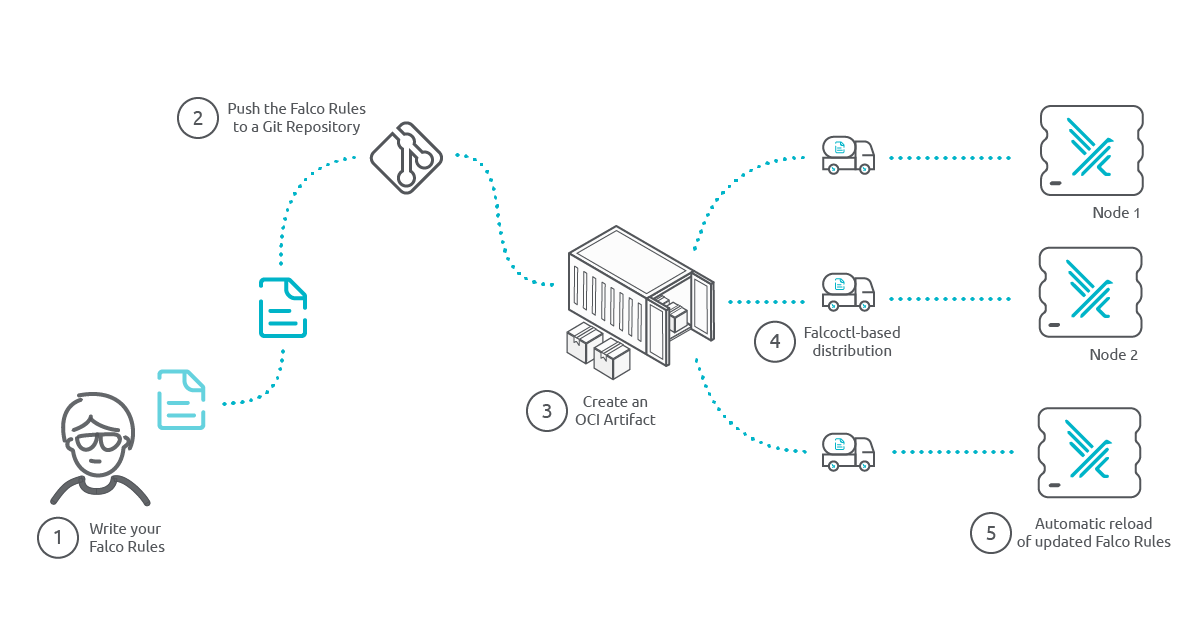 2
Push the Falco Rules
to a Git Repository
Node 1
4
Falcoctl-based
distribution
Node 2
3
Create an
OCI Artifact
1
Write your
Falco Rules
5
Automatic reload
of updated Falco Rules